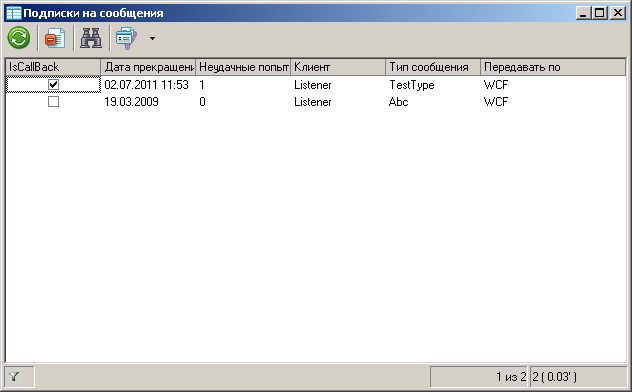 Подписки на сообщения
IsCallBack Дата прекращени Неудачные попыт Клиент Тип сообщения Передавать по
02.07.2011 11:53 1 Listener TestType WCF
19.03.2009 0 Listener Abc WCF
1 из 2 2 ( 0.03' )